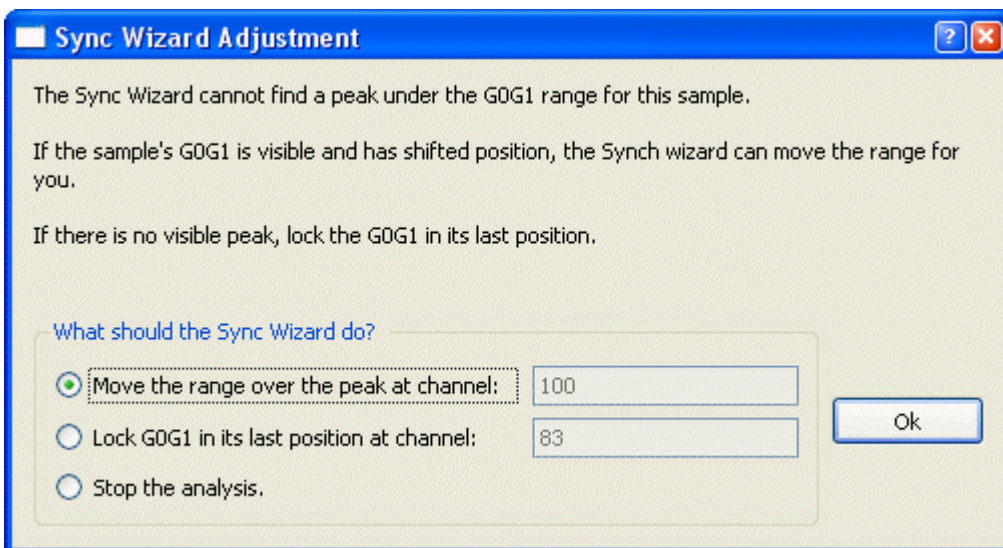 Sync Wizard Adjustment
The Sync Wizard cannot find a peak under the G0G1 range for this sample.
If the sample's G0G1 is visible and has shifted position, the Synch wizard can move the range for
you.
If there is no visible peak, lock the G0G1 in its last position.
What should the Sync Wizard do?
Move the range over the peak at channel: 100
Lock G0G1 in its last position at channel: 83
Ok
Stop the analysis.